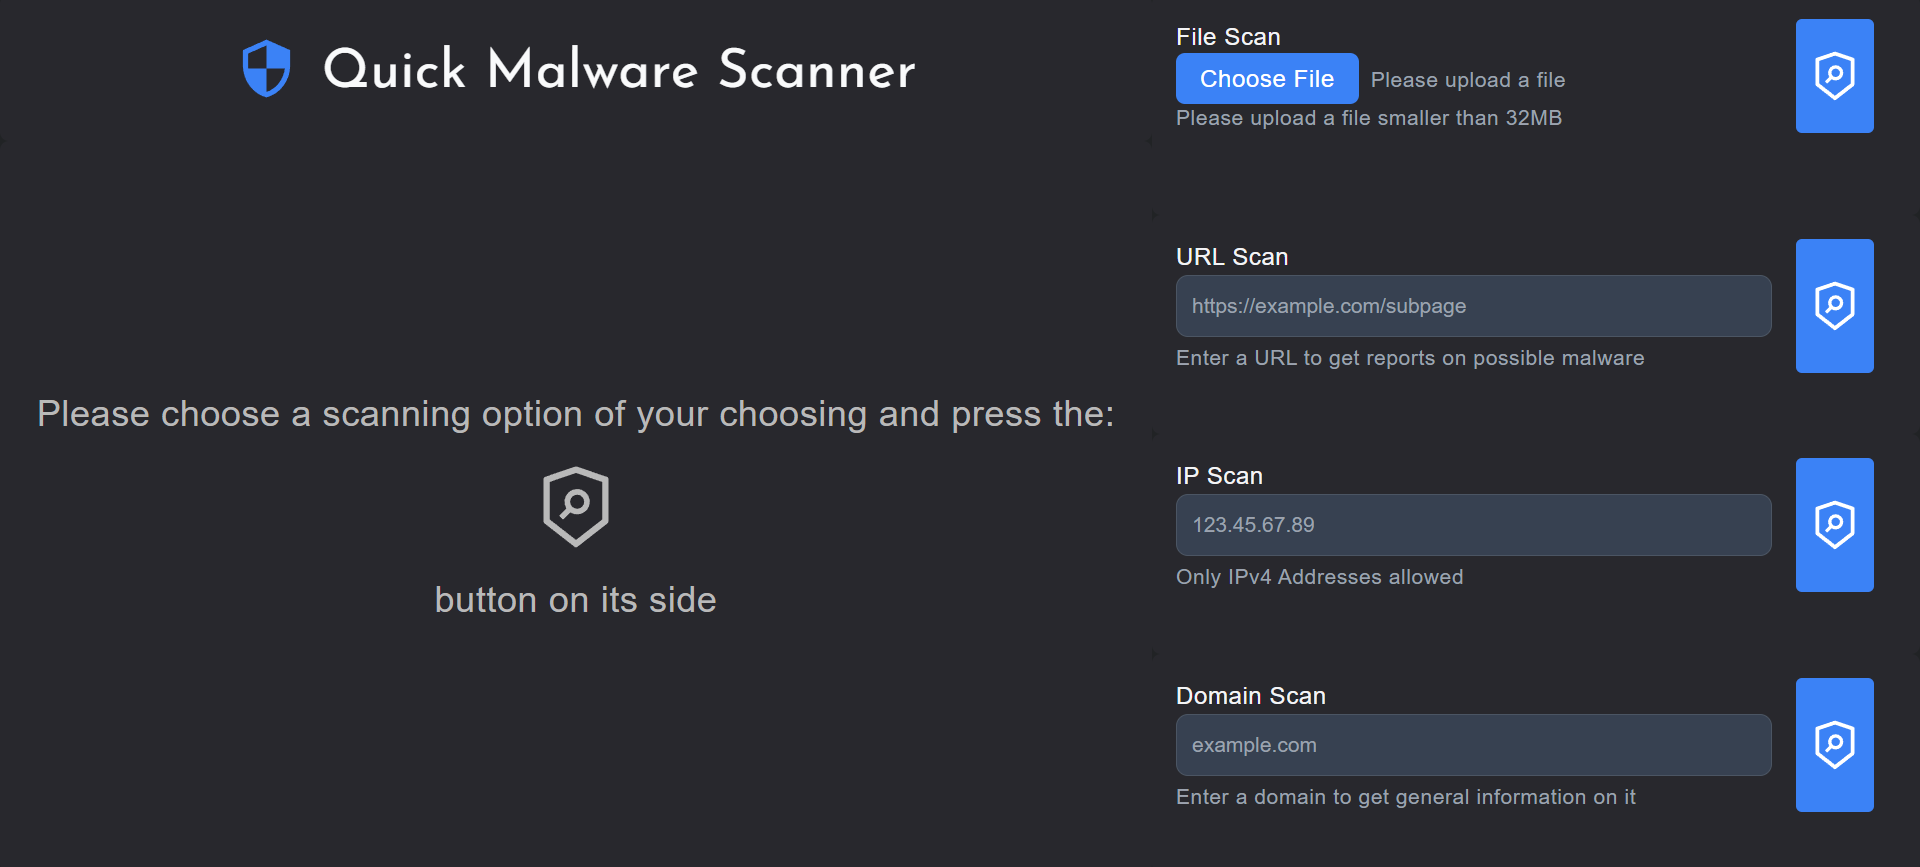 Quick Malware Scanner
Please choose a scanning option of your choosing and press the:
button on its side
File Scan
Choose File Please upload a file
Please upload a file smaller than 32MB
URL Scan
https://example.com/subpage
Enter a URL to get reports on possible malware
IP Scan
123.45.67.89
Only IPv4 Addresses allowed
Domain Scan
example.com
Enter a domain to get general information on it